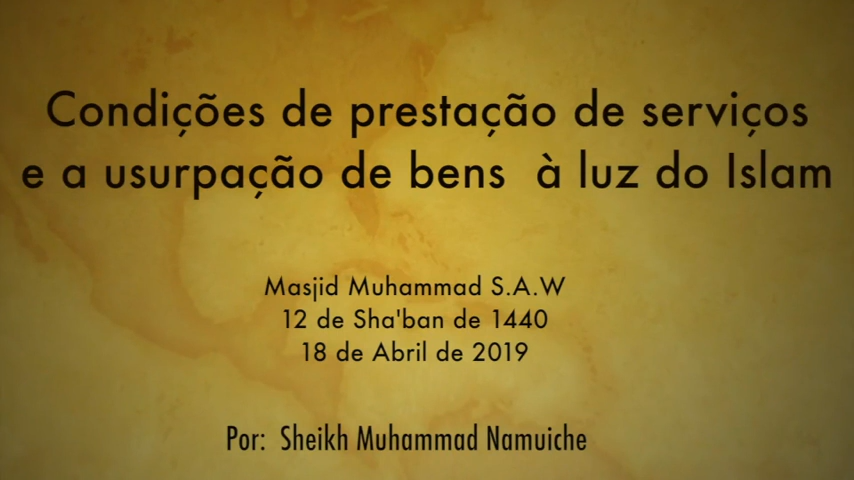 Condições de prestação de serviços
e a usurpação de bens à luz do Islam
Masjid Muhammad S.A.W
12 de Sha'ban de 1440
18 de Abril de 2019
Por: Sheikh Muhammad Namuiche